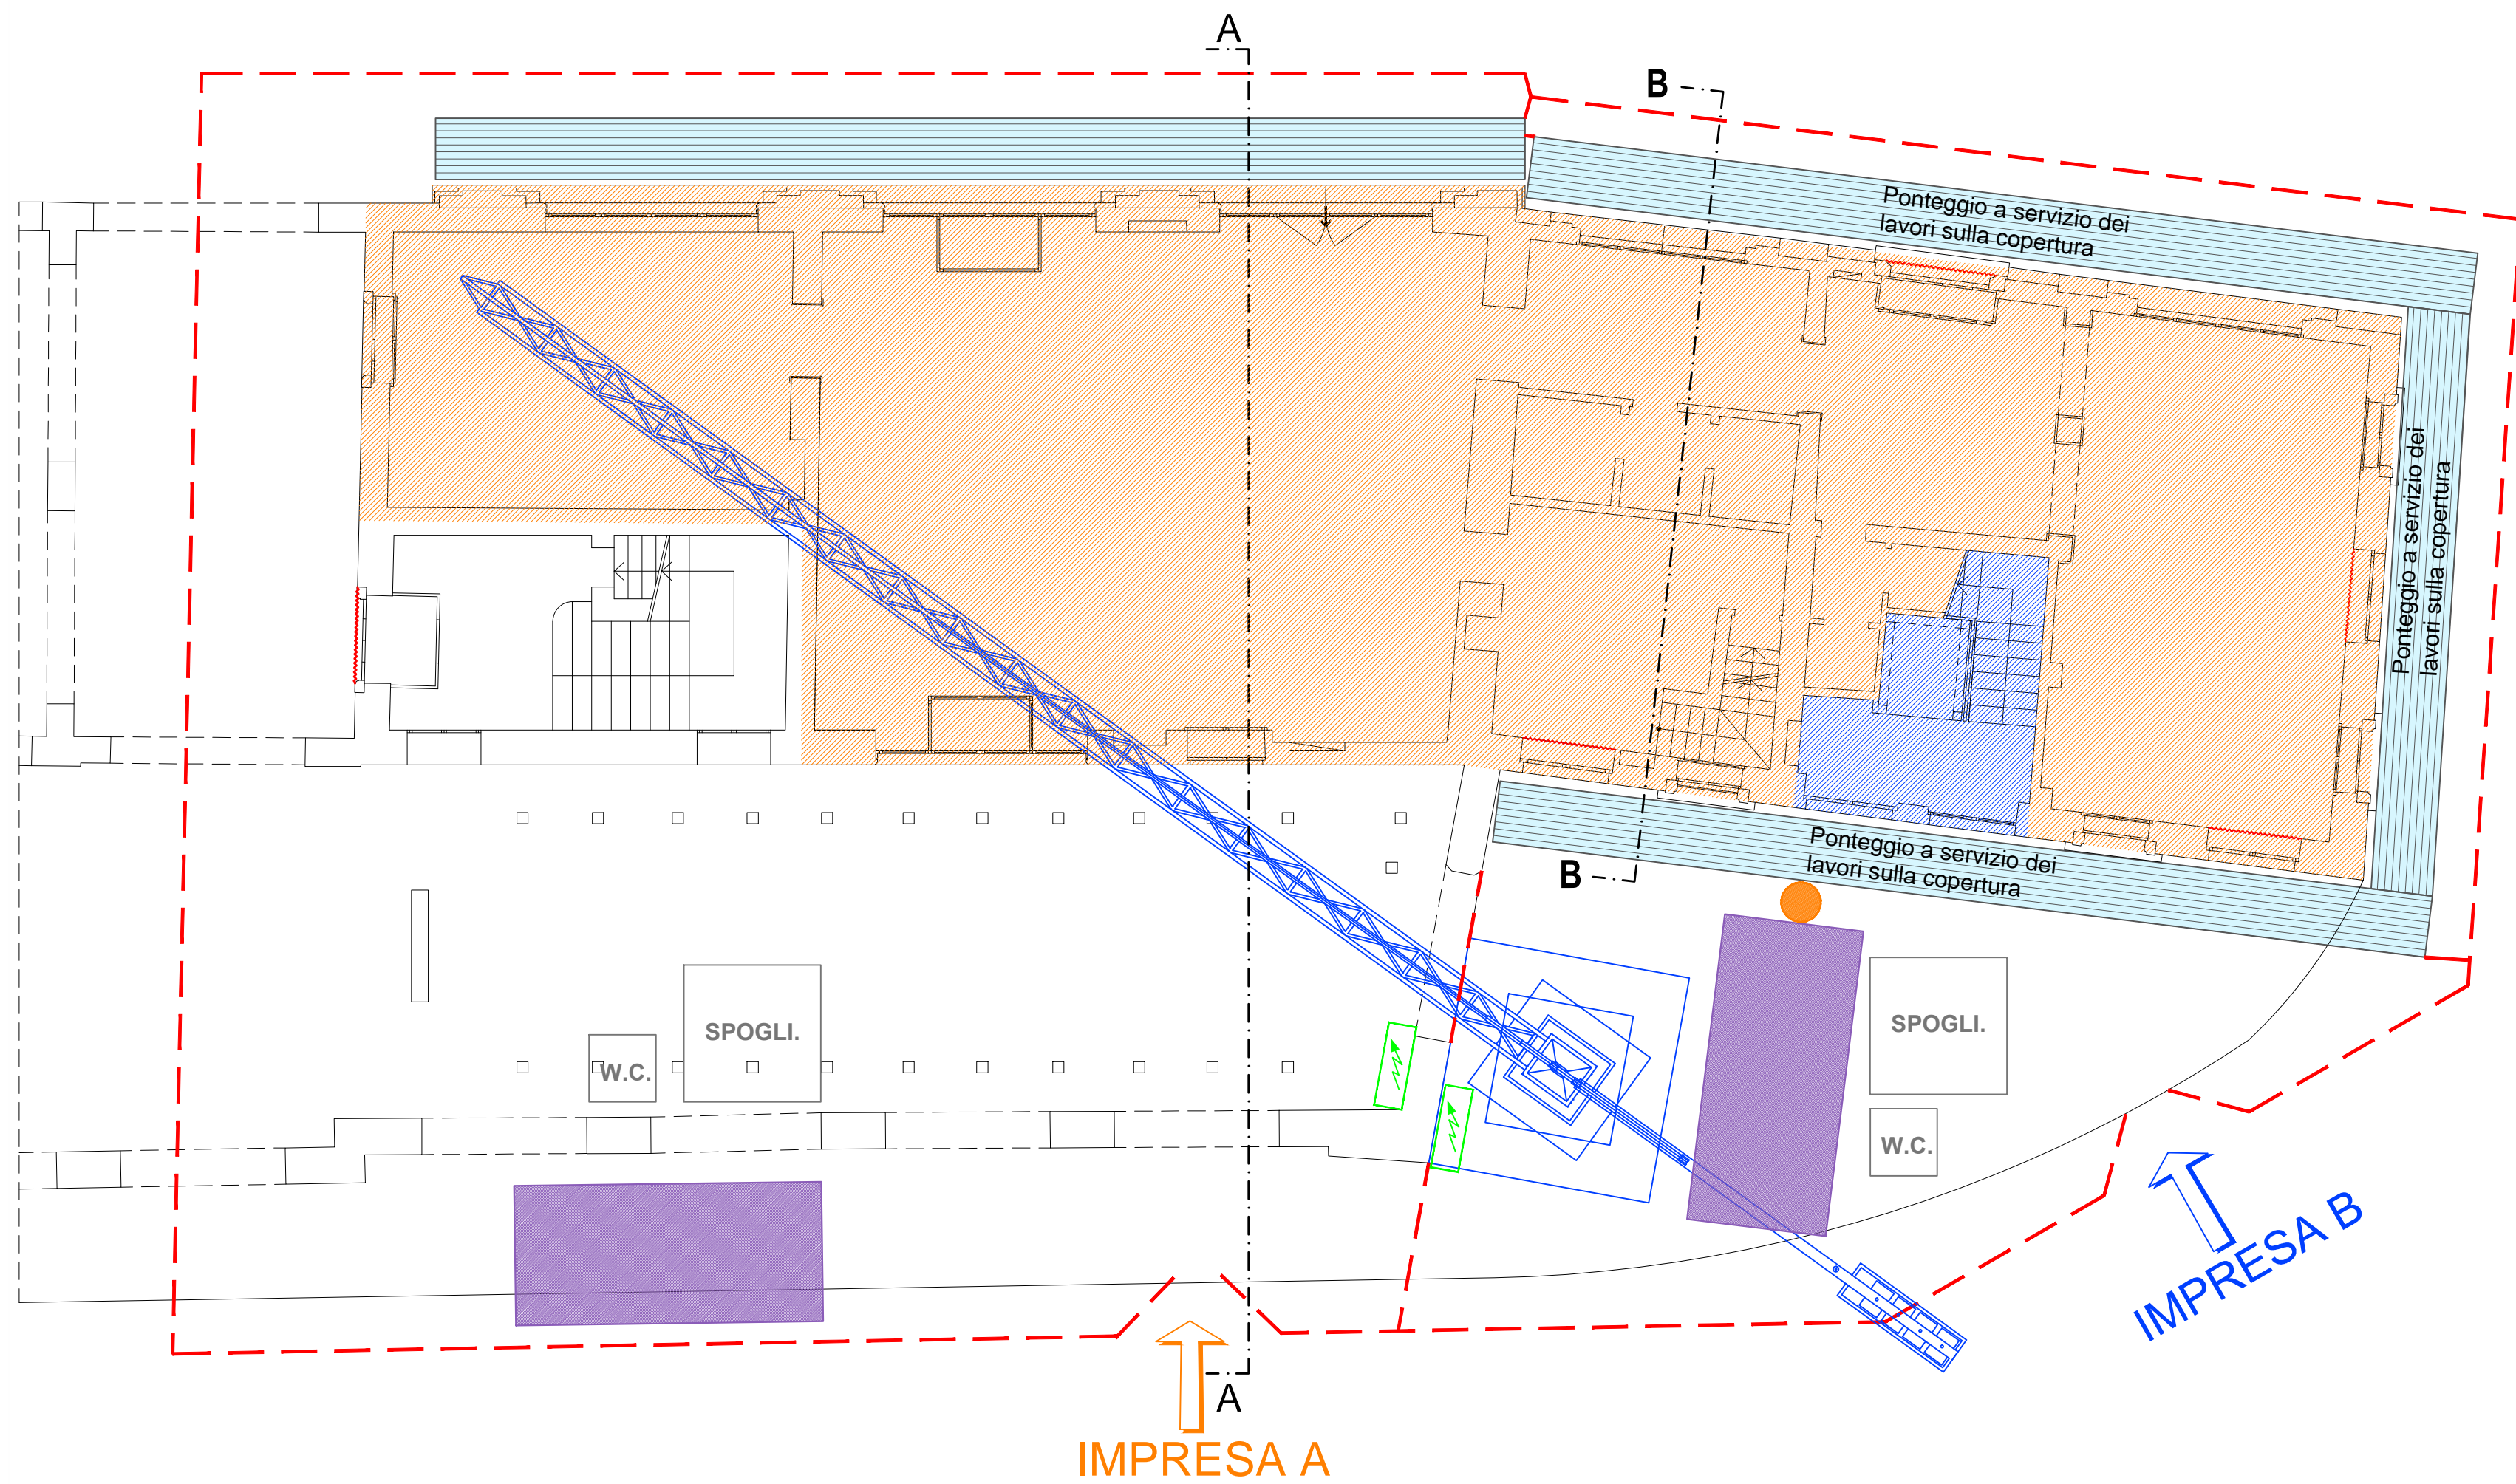 A
B
Ponteggio a servizio dei
lavori sulla copertura
Ponteggio a servizio dei
lavori sulla copertura
B
Ponteggio a servizio dei
lavori sulla copertura
SPOGLI.
W.C.
SPOGLI.
W.C.
IMPRESA B
A
IMPRESA A